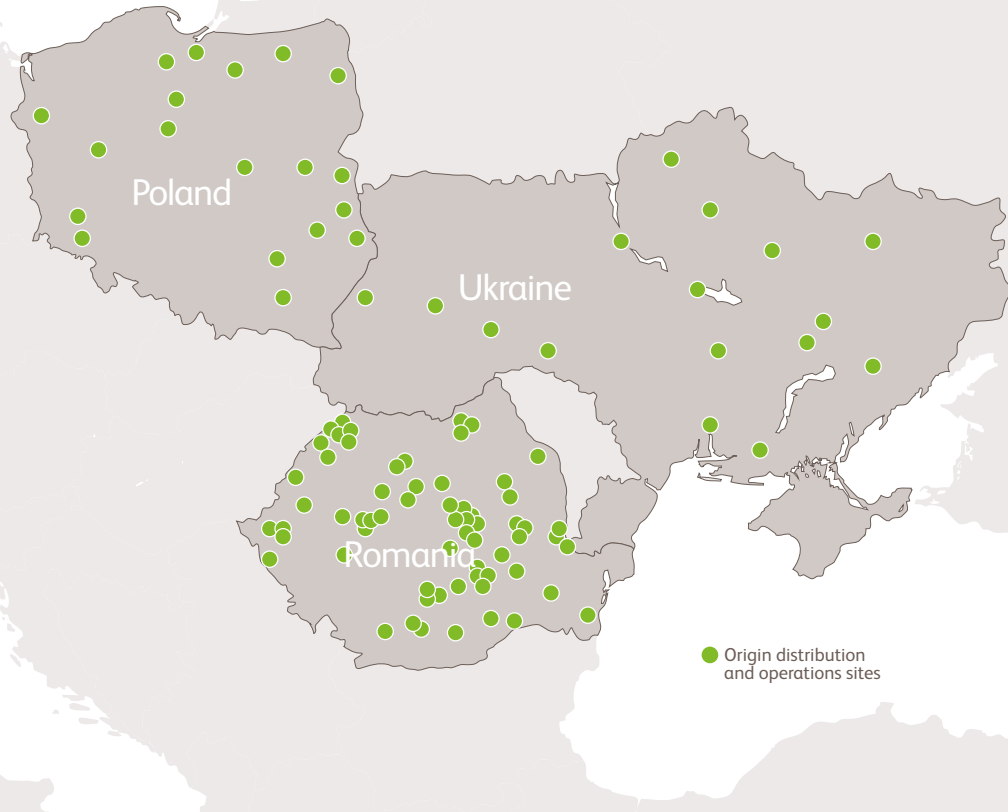 Poland
Ukraine
Romania
Origin distribution
and operations sites